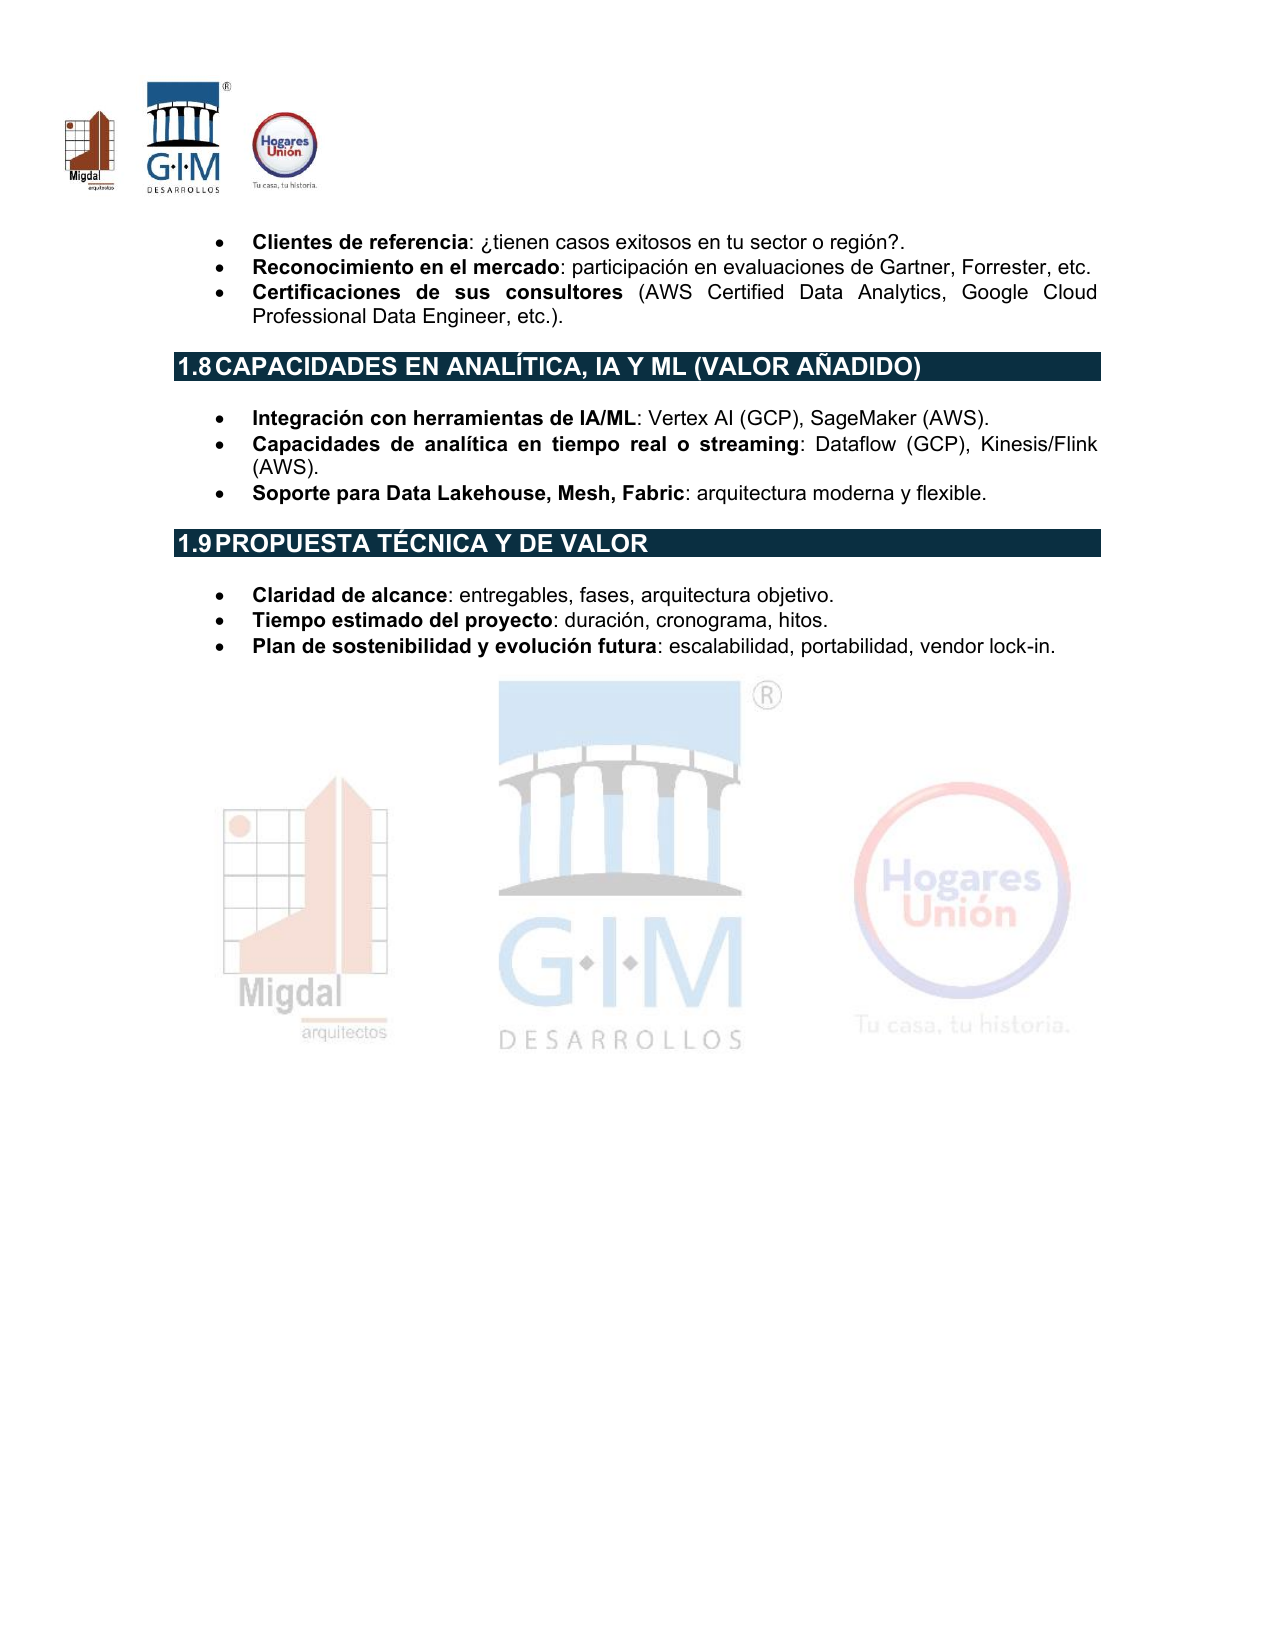 ®
Migdal
arquitectos
G·I·M
DESARROLLOS
Hogares
Unión
Tu casa, tu historia.
• Clientes de referencia: ¿tienen casos exitosos en tu sector o región?.
• Reconocimiento en el mercado: participación en evaluaciones de Gartner, Forrester, etc.
• Certificaciones de sus consultores (AWS Certified Data Analytics, Google Cloud
Professional Data Engineer, etc.).
1.8 CAPACIDADES EN ANALÍTICA, IA Y ML (VALOR AÑADIDO)
• Integración con herramientas de IA/ML: Vertex AI (GCP), SageMaker (AWS).
• Capacidades de analítica en tiempo real o streaming: Dataflow (GCP), Kinesis/Flink
(AWS).
• Soporte para Data Lakehouse, Mesh, Fabric: arquitectura moderna y flexible.
1.9 PROPUESTA TÉCNICA Y DE VALOR
• Claridad de alcance: entregables, fases, arquitectura objetivo.
• Tiempo estimado del proyecto: duración, cronograma, hitos.
• Plan de sostenibilidad y evolución futura: escalabilidad, portabilidad, vendor lock-in.
®
Migdal
arquitectos
G·I·M
DESARROLLOS
Hogares
Unión
Tu casa, tu historia.